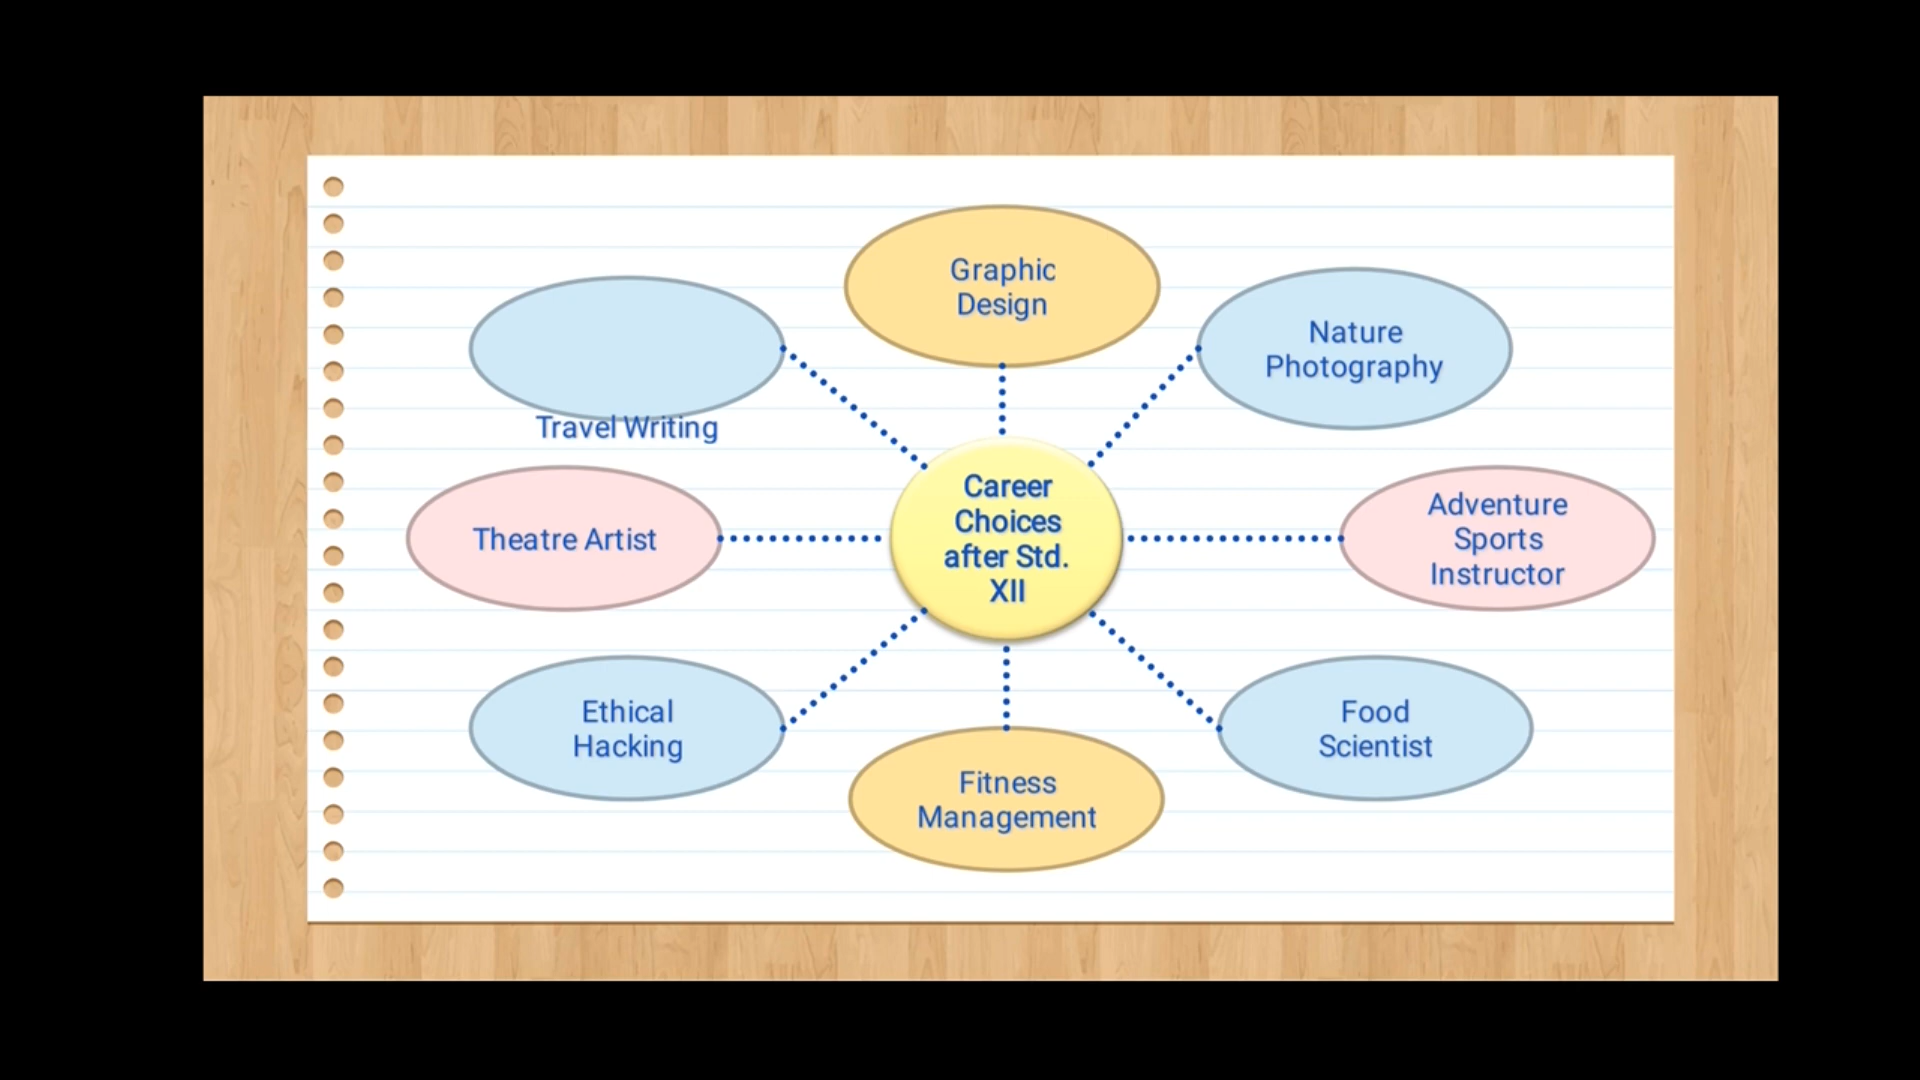 Graphic
Design
Nature
Photography
Travel Writing
Career
Choices
after Std.
XII
Theatre Artist
Adventure
Sports
Instructor
Ethical
Hacking
Food
Scientist
Fitness
Management